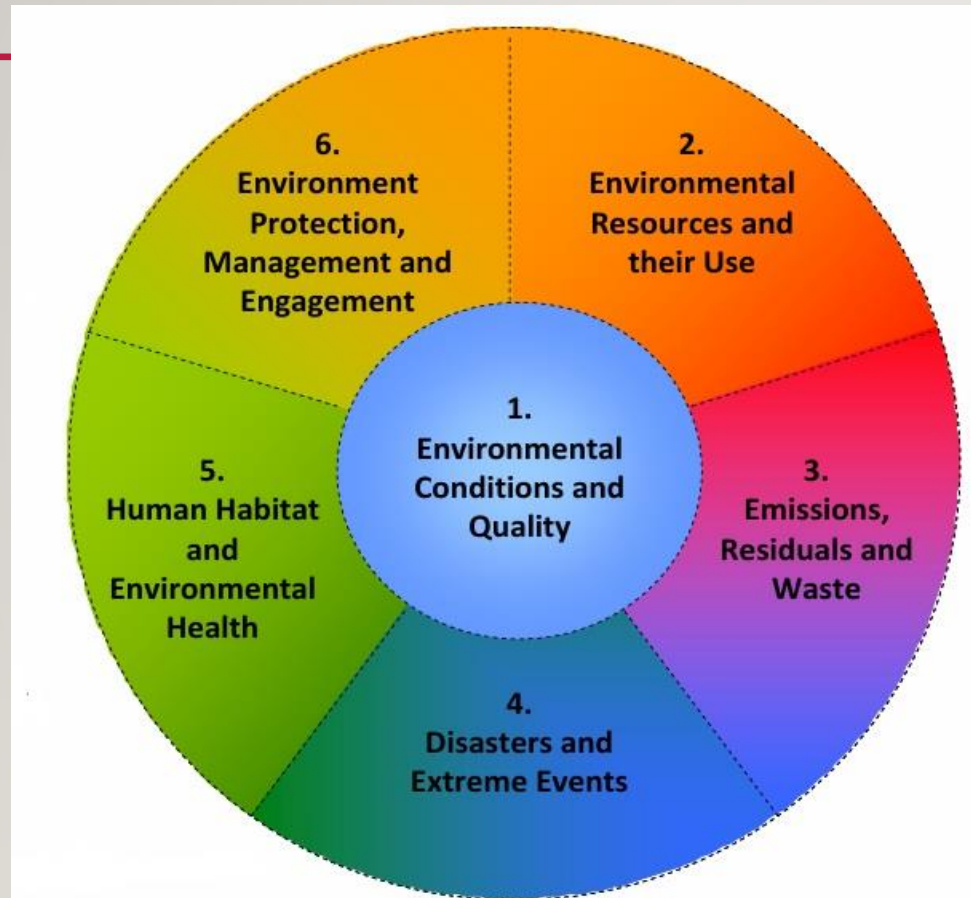 1.
Environmental
Conditions and
Quality
2.
Environmental
Resources and
their Use
3.
Emissions,
Residuals and
Waste
4.
Disasters and
Extreme Events
5.
Human Habitat
and
Environmental
Health
6.
Environment
Protection,
Management and
Engagement